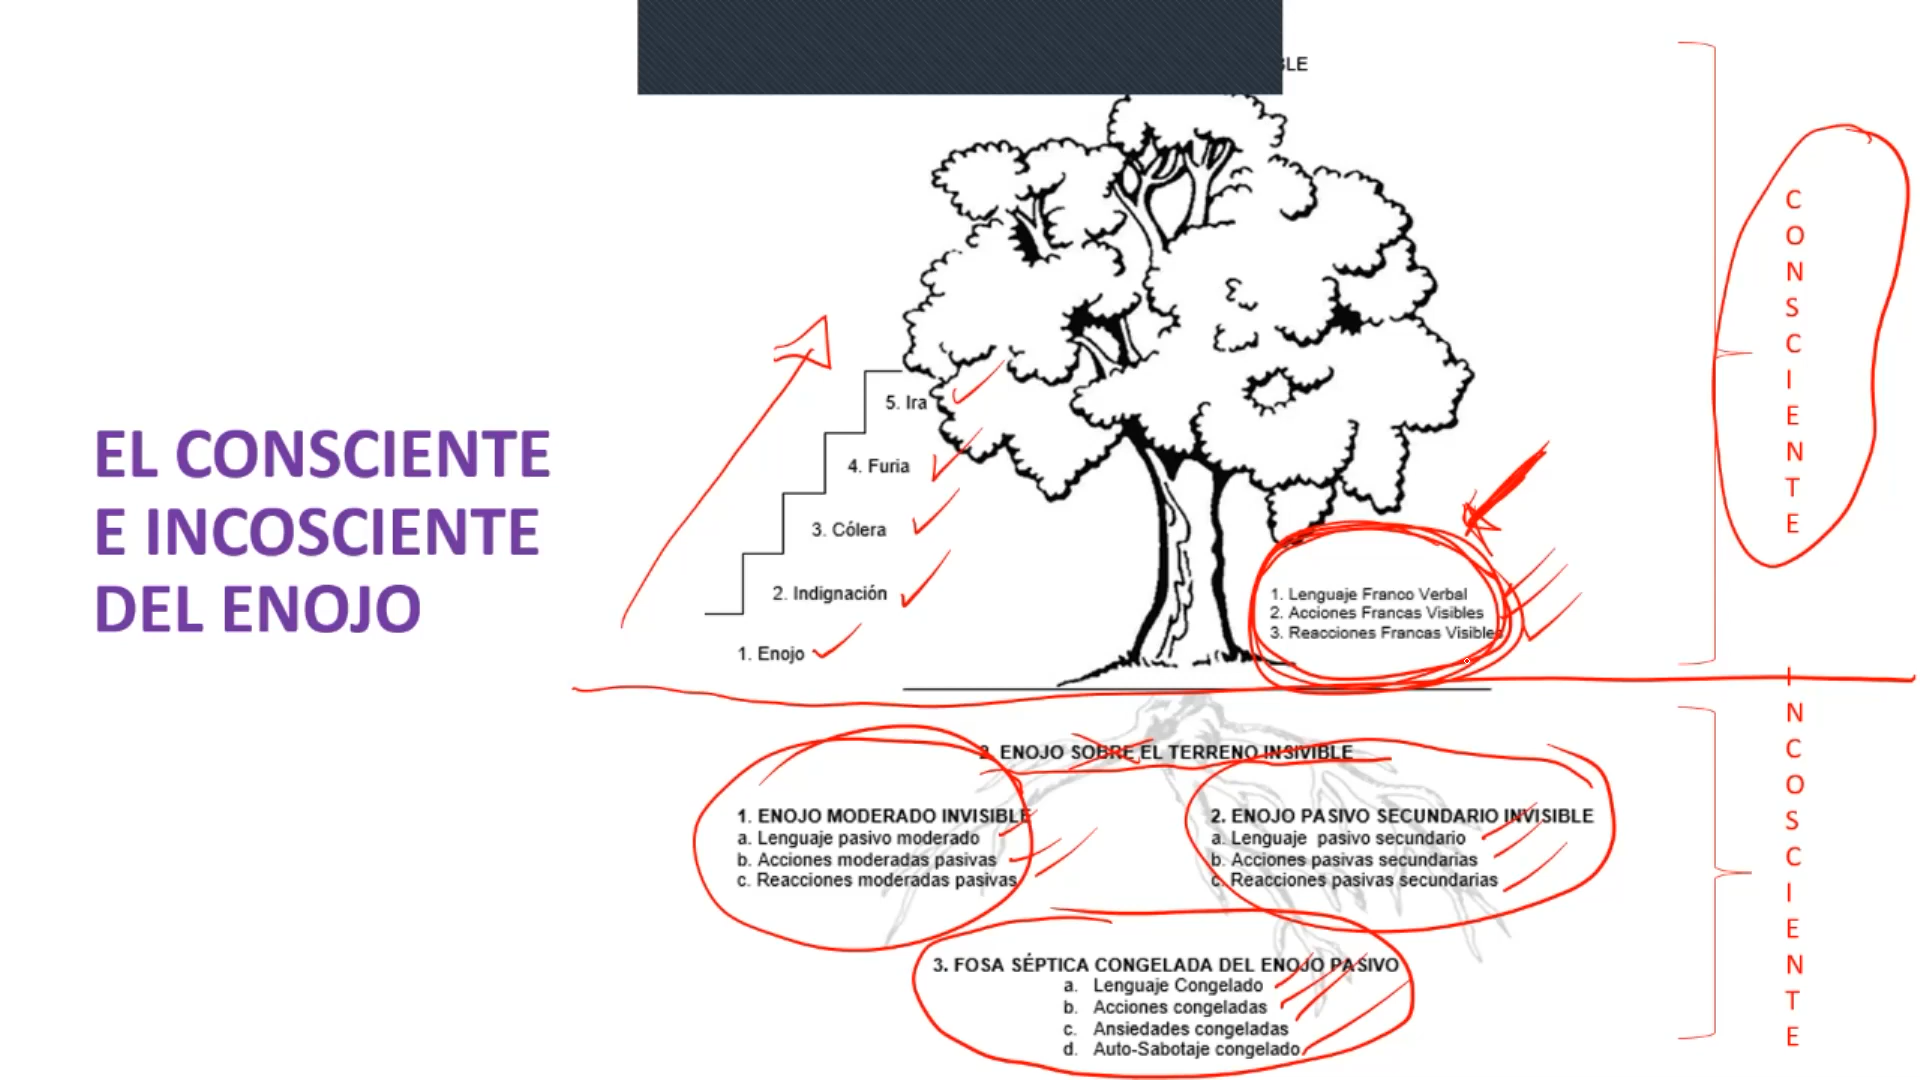 EL CONSCIENTE
E INCOSCIENTE
DEL ENOJO
5. Ira
4. Furia
3. Cólera
2. Indignación
1. Enojo
1. Lenguaje Franco Verbal
2. Acciones Francas Visibles
3. Reacciones Francas Visibles
CONSCIENTE
2. ENOJO SOBRE EL TERRENO INSIVIBLE
1. ENOJO MODERADO INVISIBLE
a. Lenguaje pasivo moderado
b. Acciones moderadas pasivas
c. Reacciones moderadas pasivas
2. ENOJO PASIVO SECUNDARIO INVISIBLE
a. Lenguaje pasivo secundario
b. Acciones pasivas secundarias
c. Reacciones pasivas secundarias
3. FOSA SÉPTICA CONGELADA DEL ENOJO PASIVO
a. Lenguaje Congelado
b. Acciones congeladas
c. Ansiedades congeladas
d. Auto-Sabotaje congelado
INCOSCIENTE